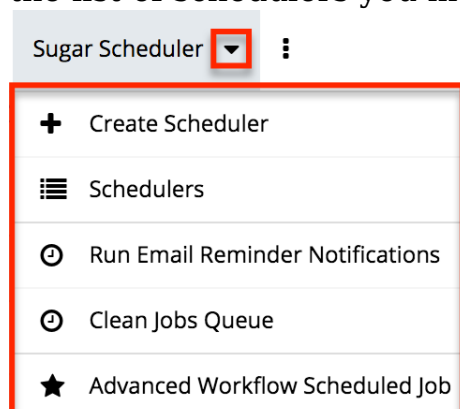 Sugar Scheduler
Create Scheduler
Schedulers
Run Email Reminder Notifications
Clean Jobs Queue
Advanced Workflow Scheduled Job